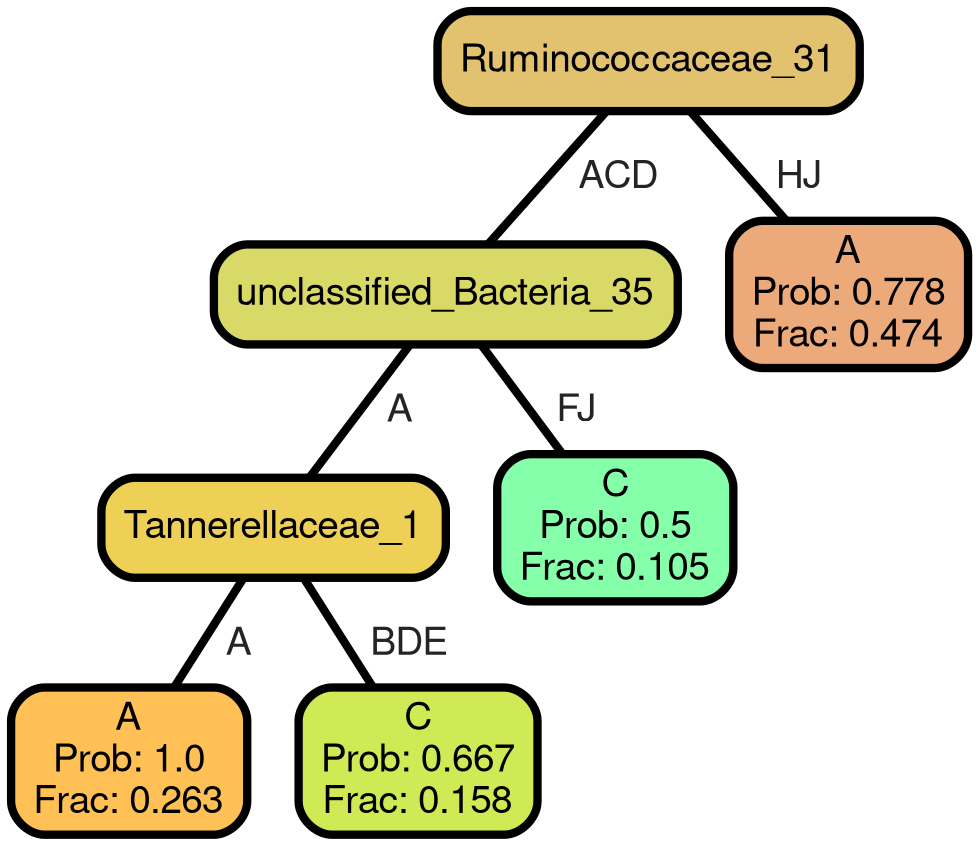 Ruminococcaceae_31
ACD
HJ
unclassified_Bacteria_35
A
Prob: 0.778
Frac: 0.474
A
FJ
Tannerellaceae_1
C
Prob: 0.5
Frac: 0.105
A
BDE
A
Prob: 1.0
Frac: 0.263
C
Prob: 0.667
Frac: 0.158